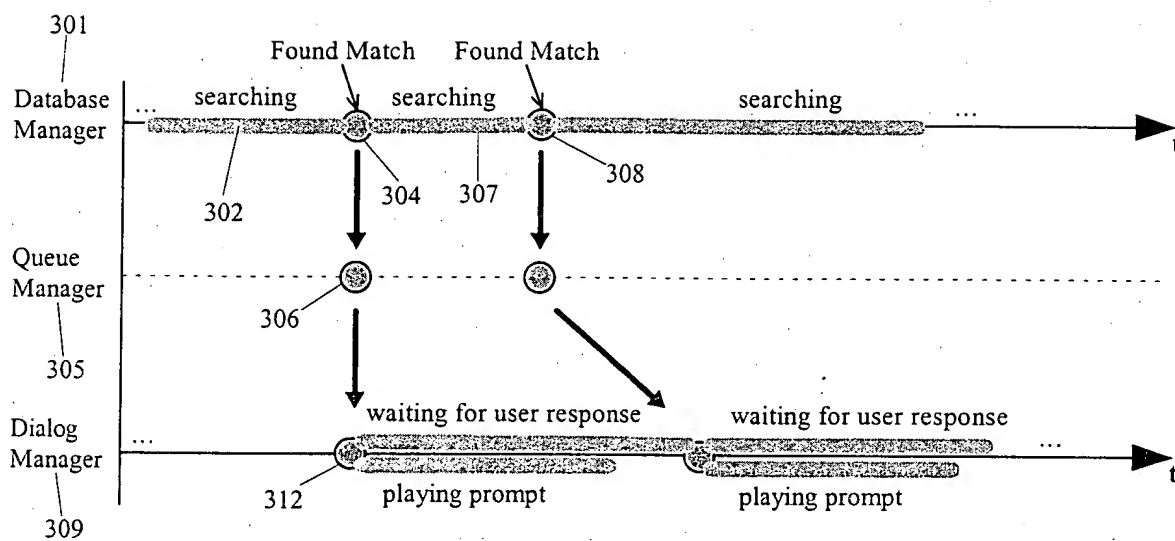 301
Found Match Found Match
Database
Manager
... searching searching searching ...
t
302 304 307 308
Queue
Manager
306
305
waiting for user response waiting for user response
Dialog
Manager
... ...
t
312
playing prompt playing prompt
309